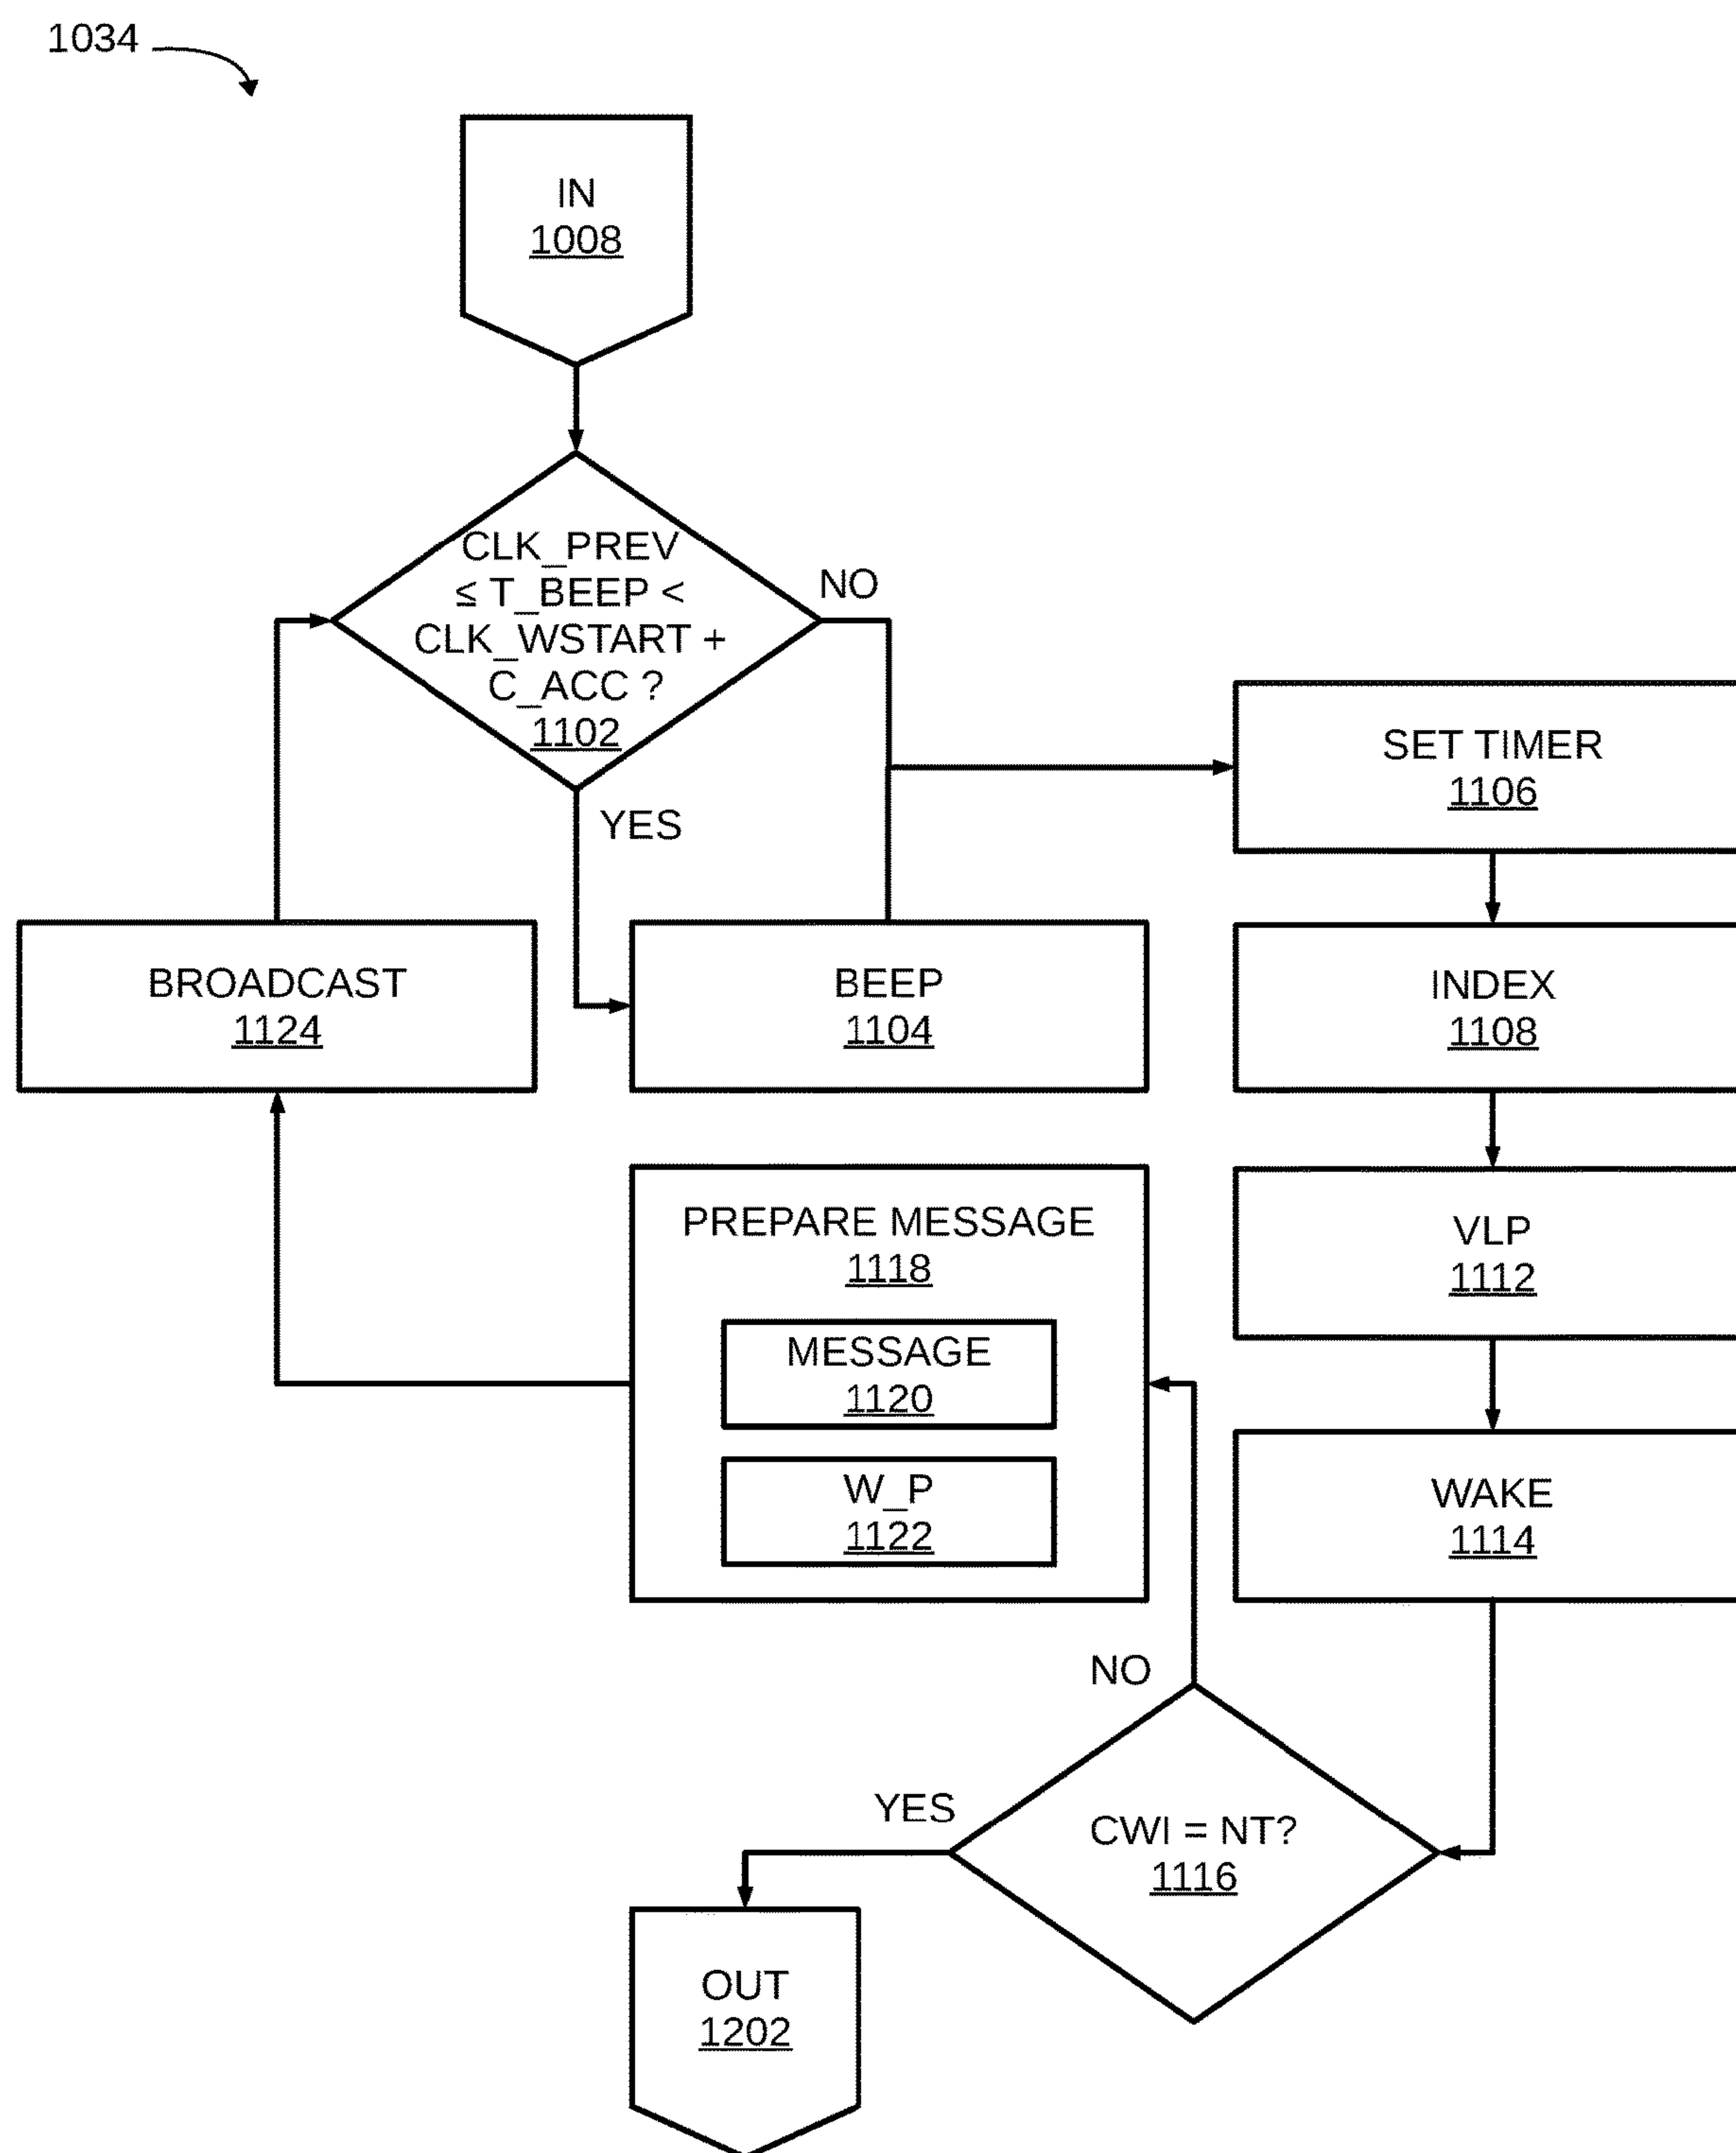 1034
IN
1008
CLK_PREV
≤ T_BEEP <
CLK_WSTART +
C_ACC ?
1102
NO
YES
SET TIMER
1106
BROADCAST
1124
BEEP
1104
INDEX
1108
PREPARE MESSAGE
1118
MESSAGE
1120
W_P
1122
VLP
1112
WAKE
1114
NO
YES
CWI = NT?
1116
OUT
1202